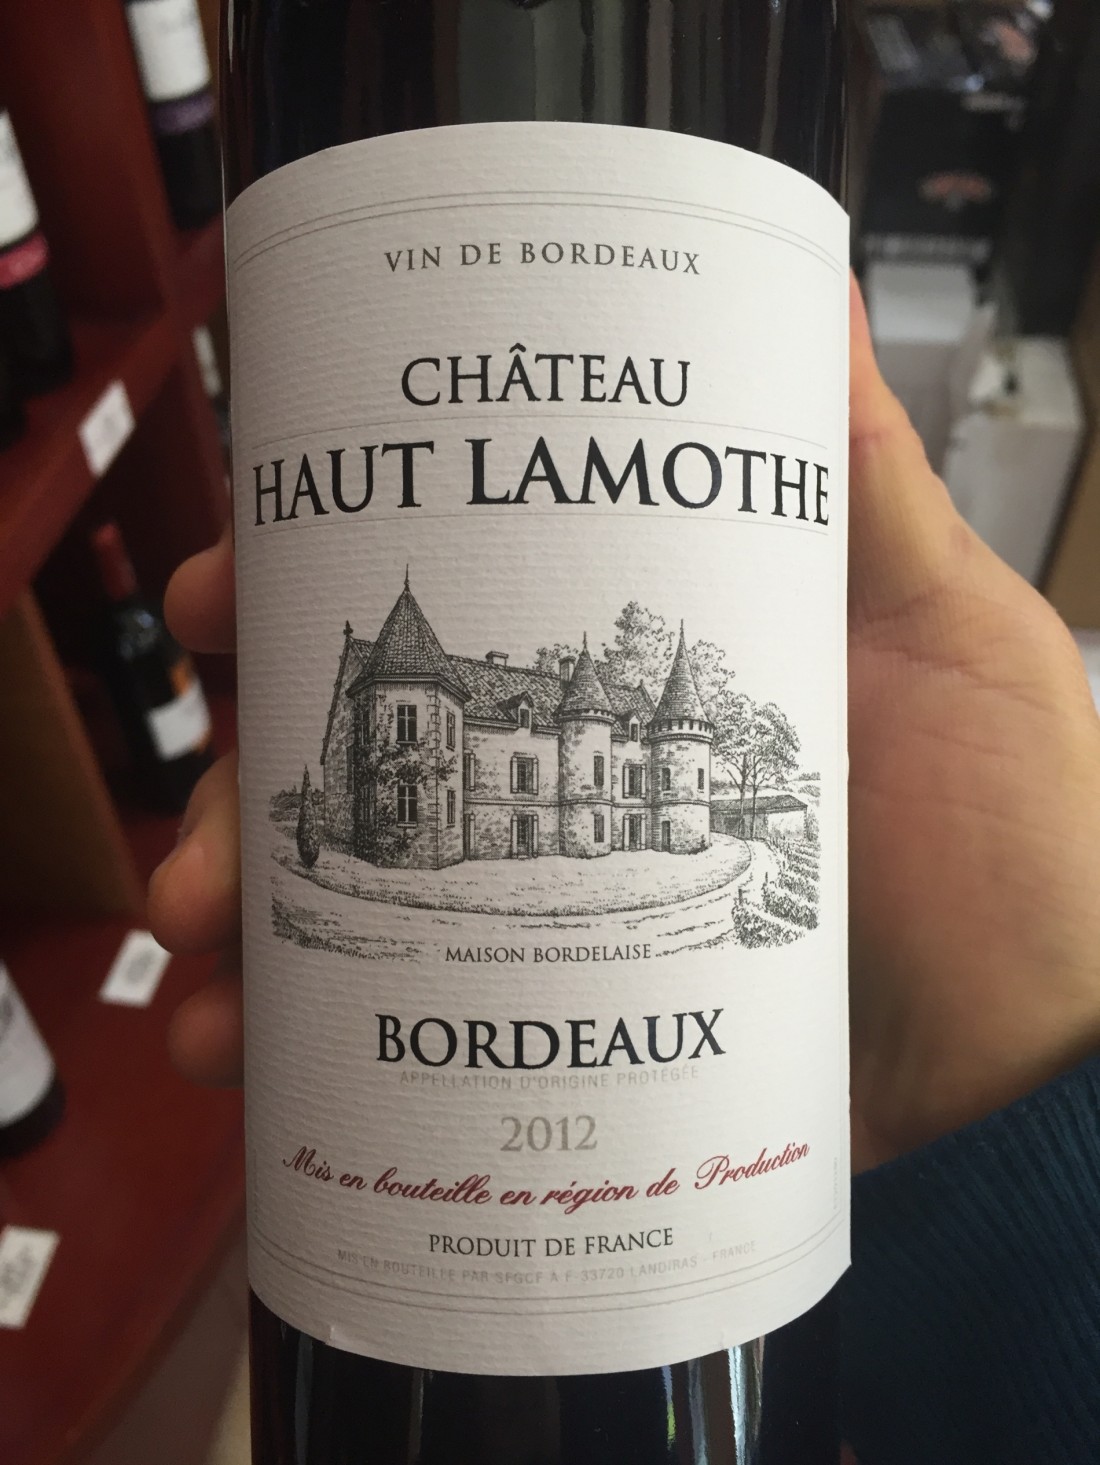 VIN DE BORDEAUX
CHÂTEAU
HAUT LAMOTHE
MAISON BORDELAISE
BORDEAUX
APPELLATION D'ORIGINE PROTÉGÉE
2012
Mis en bouteille en région de Production
PRODUIT DE FRANCE
MIS EN BOUTEILLE PAR SFGCF A F-33720 LANDIRAS - FRANCE